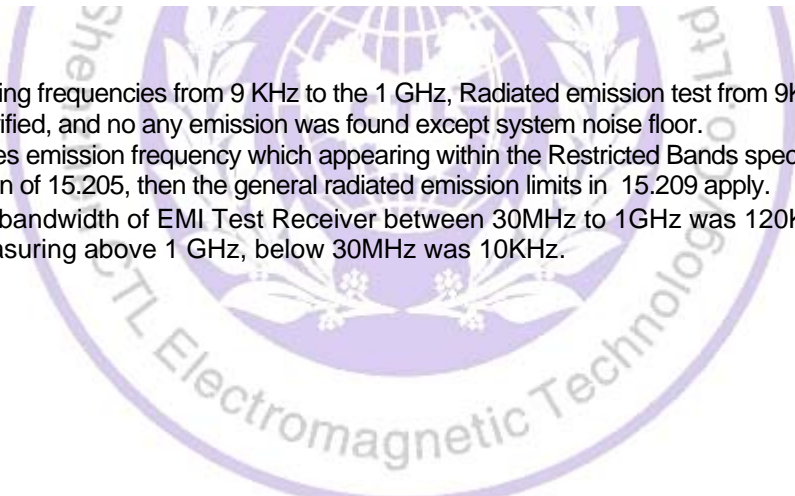 ing frequencies from 9 KHz to the 1 GHz, Radiated emission test from 9K
ified, and no any emission was found except system noise floor.
es emission frequency which appearing within the Restricted Bands spec
n of 15.205, then the general radiated emission limits in 15.209 apply.
bandwidth of EMI Test Receiver between 30MHz to 1GHz was 120K
asuring above 1 GHz, below 30MHz was 10KHz.
CTL Electromagnetic Technology
Ltd